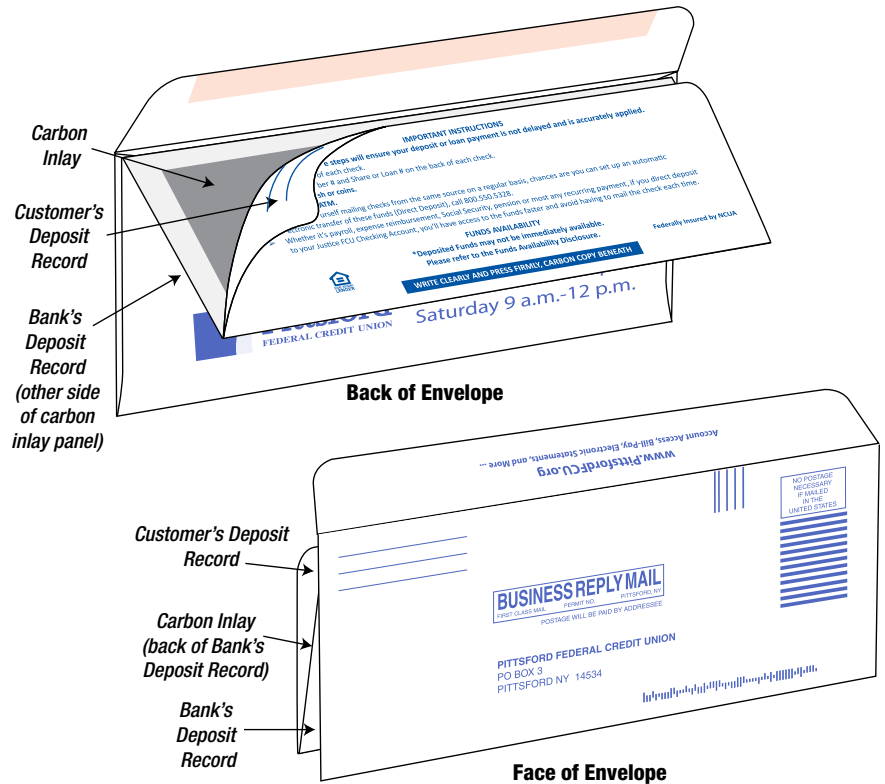 Carbon
Inlay
Customer's
Deposit
Record
Bank's
Deposit
Record
(other side
of carbon
inlay panel)
IMPORTANT INSTRUCTIONS
e steps will ensure your deposit or loan payment is not delayed and is accurately applied.
of each check.
ber # and Share or Loan # on the back of each check.
sh or coins.
ATM.
urself mailing checks from the same source on a regular basis, chances are you can set up an automatic
ectronic transfer of these funds (Direct Deposit), call 800.550.5328.
Whether it's payroll, expense reimbursement, Social Security, pension or most any recurring payment, if you direct deposit
to your Justice FCU Checking Account, you'll have access to the funds faster and avoid having to mail the check each time.
FUNDS AVAILABILITY
*Deposited Funds may not be immediately available.
Please refer to the Funds Availability Disclosure.
Federally Insured by NCUA
LENDER
WRITE CLEARLY AND PRESS FIRMLY, CARBON COPY BENEATH
FEDERAL CREDIT UNION
Saturday 9 a.m.-12 p.m.
Back of Envelope
www.PittsfordFCU.org
Account Access, Bill-Pay, Electronic Statements, and More ...
NO POSTAGE
NECESSARY
IF MAILED
IN THE
UNITED STATES
Customer's Deposit
Record
BUSINESS REPLY MAIL
FIRST CLASS MAIL PERMIT NO. PITTSFORD, NY
POSTAGE WILL BE PAID BY ADDRESSEE
Carbon Inlay
(back of Bank's
Deposit Record)
PITTSFORD FEDERAL CREDIT UNION
PO BOX 3
PITTSFORD NY 14534
Bank's
Deposit
Record
Face of Envelope